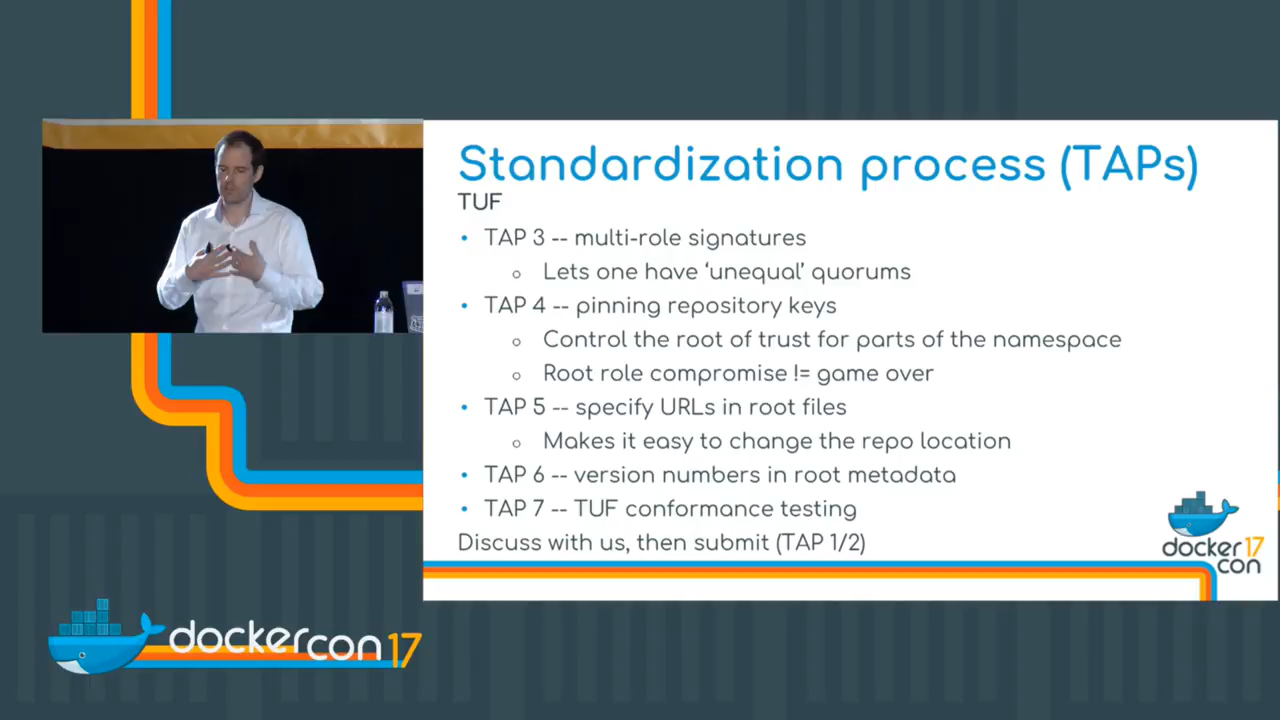 Standardization process (TAPs)
TUF
• TAP 3 -- multi-role signatures
○ Lets one have ‘unequal’ quorums
• TAP 4 -- pinning repository keys
○ Control the root of trust for parts of the namespace
○ Root role compromise != game over
• TAP 5 -- specify URLs in root files
○ Makes it easy to change the repo location
• TAP 6 -- version numbers in root metadata
• TAP 7 -- TUF conformance testing
Discuss with us, then submit (TAP 1/2)
docker 17
con
dockercon 17